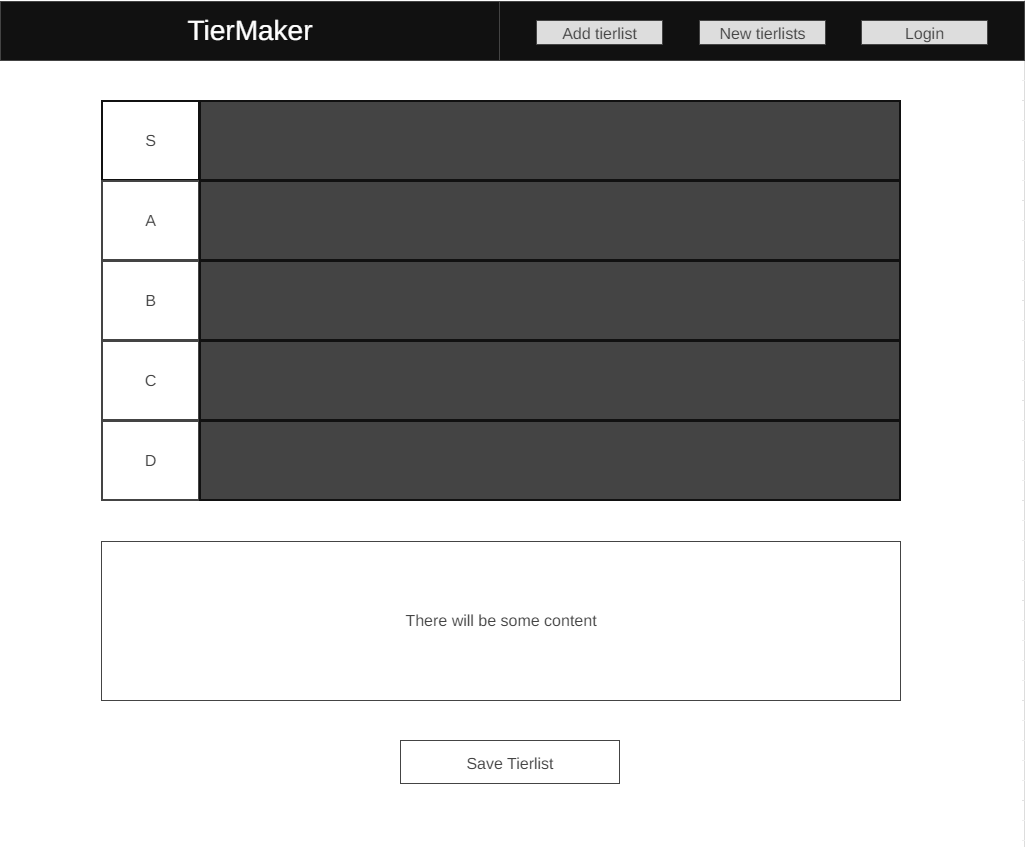 TierMaker
Add tierlist
New tierlists
Login
S
A
B
C
D
There will be some content
Save Tierlist